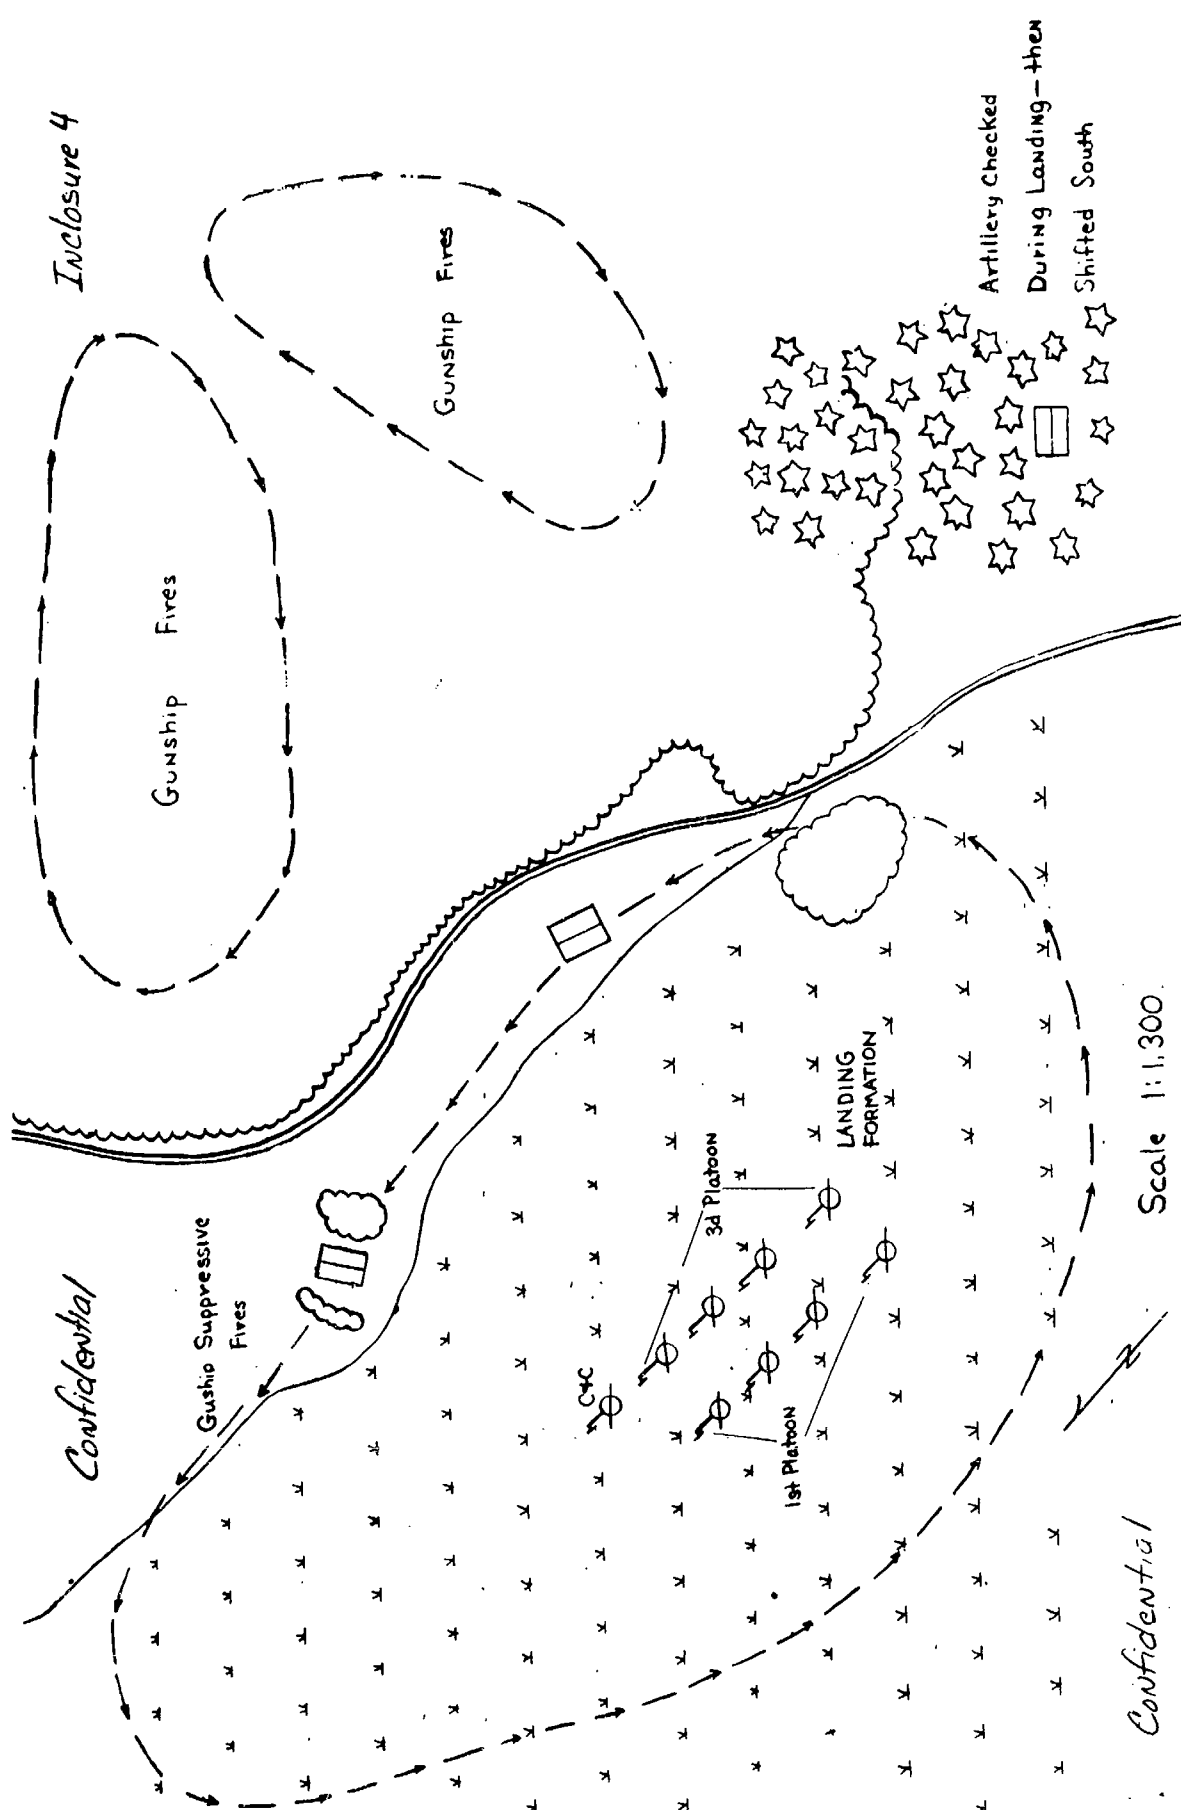 Confidential
Inclosure 4
Gunship Fires
Gunship Fires
Guship Suppressive
Fires
C+C
3d Platoon
1st Platoon
LANDING
FORMATION
Artillery Checked
During Landing-then
Shifted South
N
Scale 1:1,300
Confidential